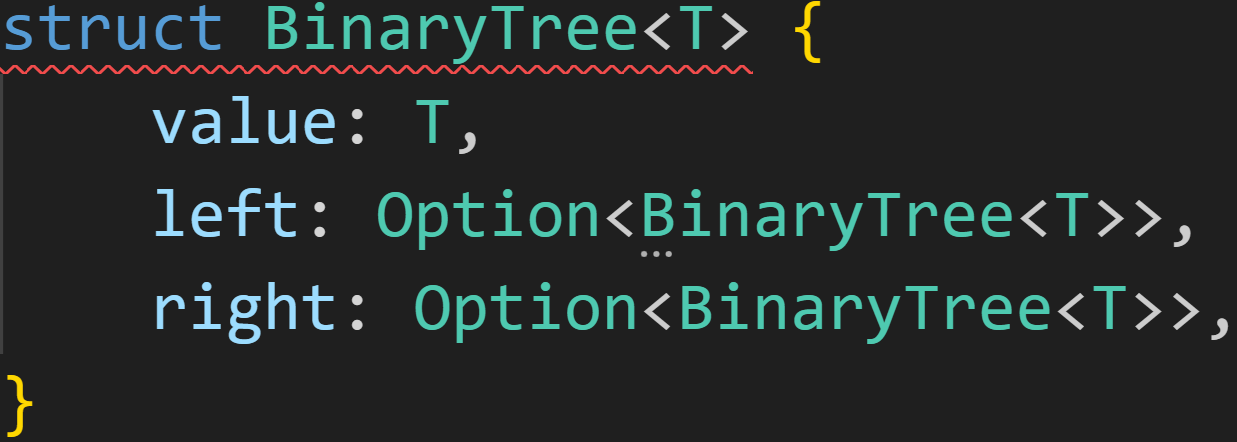 struct BinaryTree<T> {
    value: T,
    left: Option<BinaryTree<T>>,
    right: Option<BinaryTree<T>>,
}